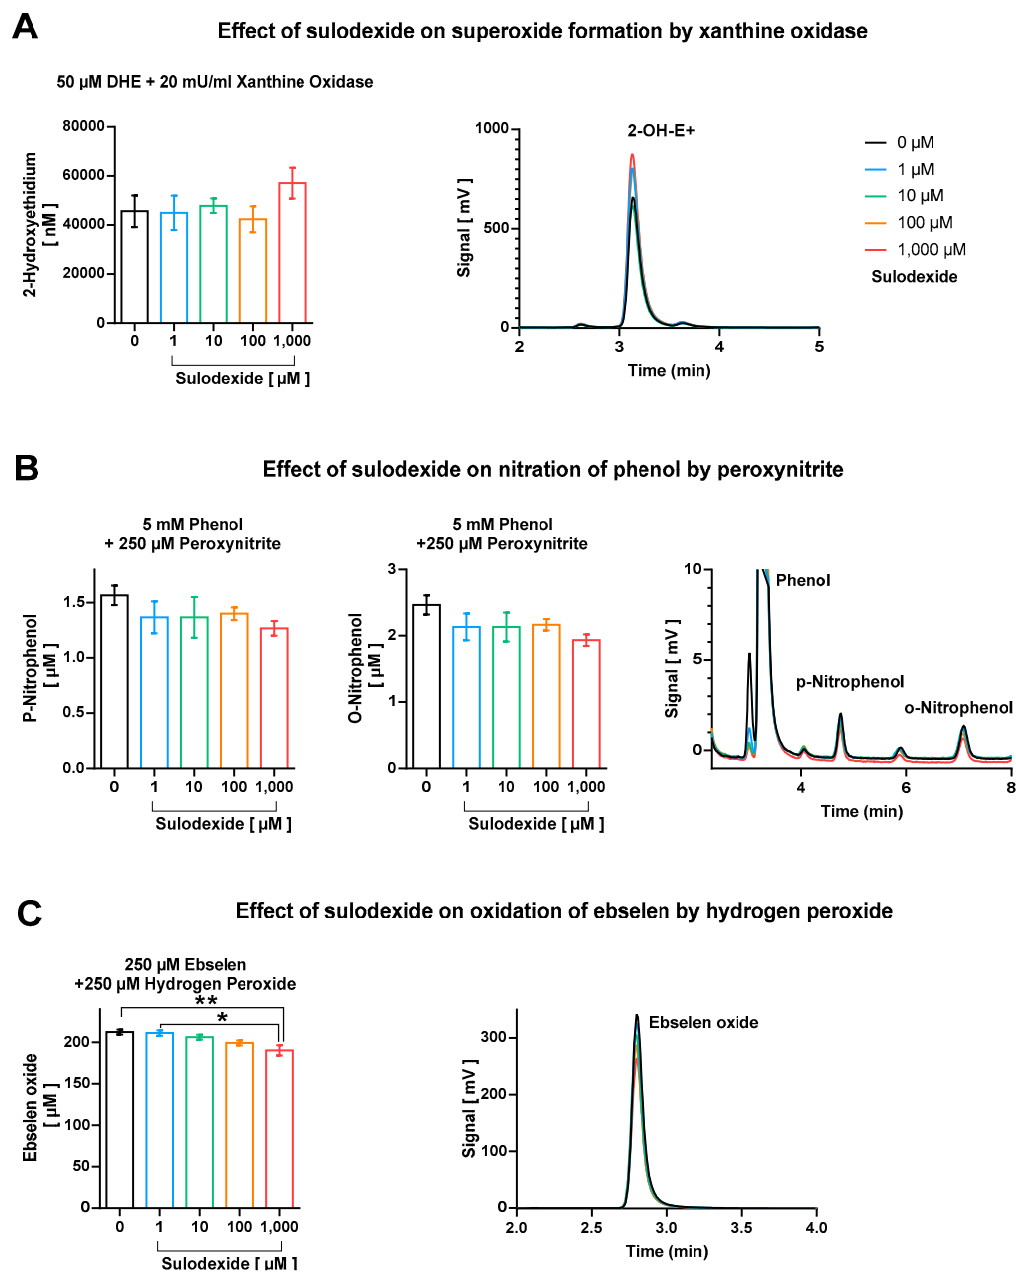 A
Effect of sulodexide on superoxide formation by xanthine oxidase
50 µM DHE + 20 mU/ml Xanthine Oxidase
2-Hydroxyethidium
[ nM ]
80000
60000
40000
20000
0
0 1 10 100 1,000
Sulodexide [ µM ]
Signal [ mV ]
1000
500
0
2-OH-E+
2 3 4 5
Time (min)
0 µM
1 µM
10 µM
100 µM
1,000 µM
Sulodexide
B
Effect of sulodexide on nitration of phenol by peroxynitrite
5 mM Phenol
+ 250 µM Peroxynitrite
P-Nitrophenol
[ µM ]
1.5
1.0
0.5
0.0
0 1 10 100 1,000
Sulodexide [ µM ]
5 mM Phenol
+250 µM Peroxynitrite
O-Nitrophenol
[ µM ]
3
2
1
0
0 1 10 100 1,000
Sulodexide [ µM ]
Signal [ mV ]
10
5
0
Phenol
p-Nitrophenol
o-Nitrophenol
4 6 8
Time (min)
C
Effect of sulodexide on oxidation of ebselen by hydrogen peroxide
250 µM Ebselen
+250 µM Hydrogen Peroxide
**
*
Ebselen oxide
[ µM ]
200
150
100
50
0
0 1 10 100 1,000
Sulodexide [ µM ]
Signal [ mV ]
300
200
100
0
Ebselen oxide
2.0 2.5 3.0 3.5 4.0
Time (min)